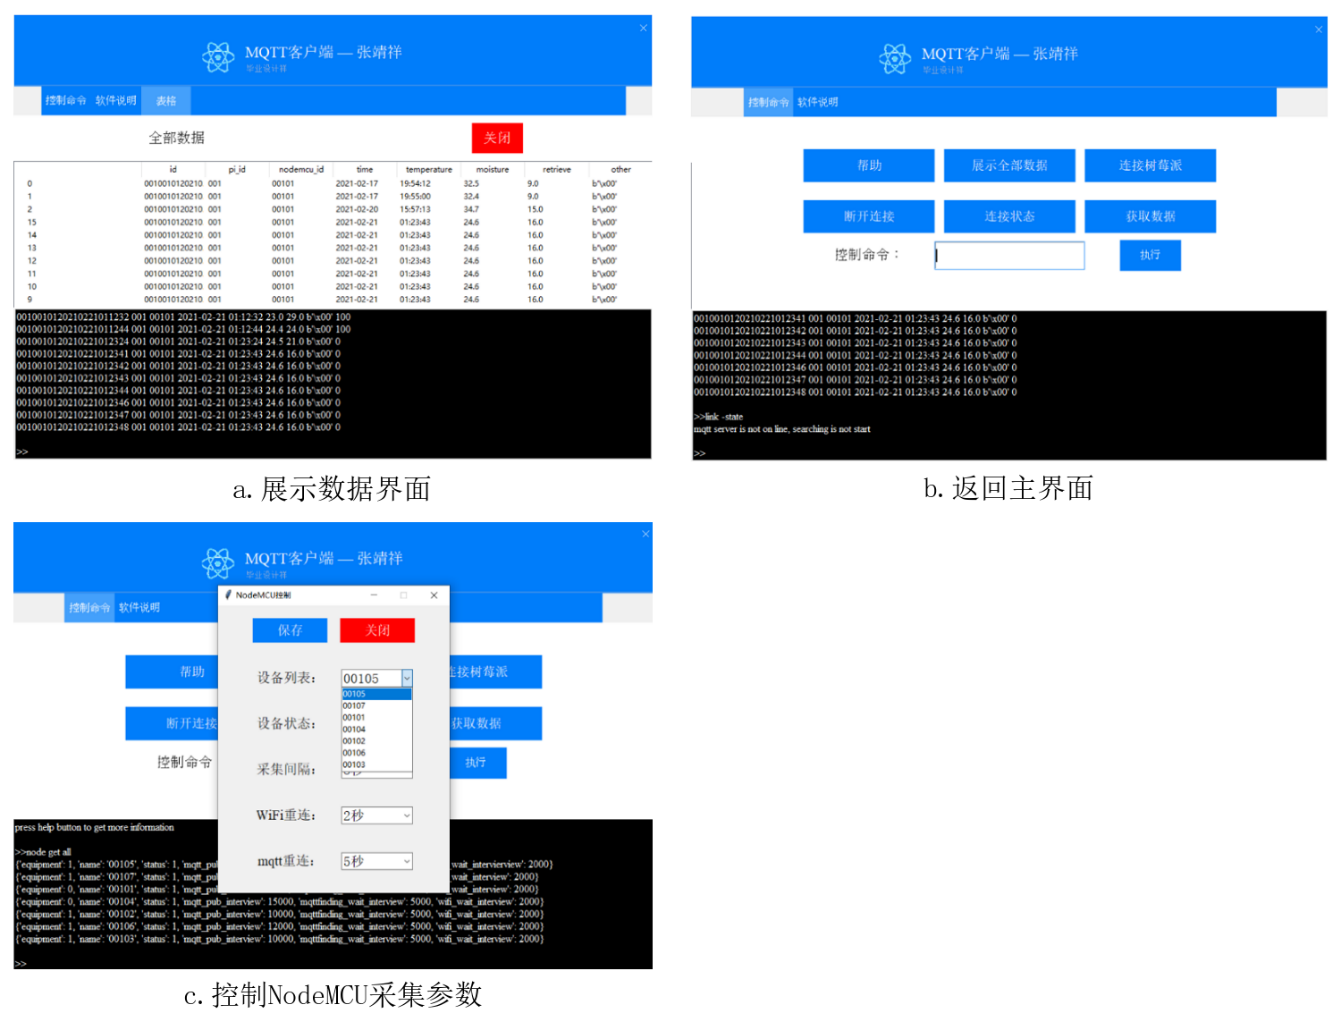 MQTT客户端 — 张靖祥
毕业设计样
控制命令 软件说明 表格
全部数据 关闭
id pi_id nodemcu_id time temperature moisture retrieve other
0 0010010120210 001 00101 2021-02-17 19:54:12 32.5 9.0 b'\x00'
1 0010010120210 001 00101 2021-02-17 19:55:00 32.4 9.0 b'\x00'
2 0010010120210 001 00101 2021-02-20 15:57:13 34.7 15.0 b'\x00'
15 0010010120210 001 00101 2021-02-21 01:23:43 24.6 16.0 b'\x00'
14 0010010120210 001 00101 2021-02-21 01:23:43 24.6 16.0 b'\x00'
13 0010010120210 001 00101 2021-02-21 01:23:43 24.6 16.0 b'\x00'
12 0010010120210 001 00101 2021-02-21 01:23:43 24.6 16.0 b'\x00'
11 0010010120210 001 00101 2021-02-21 01:23:43 24.6 16.0 b'\x00'
10 0010010120210 001 00101 2021-02-21 01:23:43 24.6 16.0 b'\x00'
9 0010010120210 001 00101 2021-02-21 01:23:43 24.6 16.0 b'\x00'
0010010120210221011232 001 00101 2021-02-21 01:12:32 23.0 29.0 b'\x00' 100
0010010120210221011244 001 00101 2021-02-21 01:12:44 24.4 24.0 b'\x00' 100
0010010120210221012324 001 00101 2021-02-21 01:23:24 24.5 21.0 b'\x00' 0
0010010120210221012341 001 00101 2021-02-21 01:23:43 24.6 16.0 b'\x00' 0
0010010120210221012342 001 00101 2021-02-21 01:23:43 24.6 16.0 b'\x00' 0
0010010120210221012343 001 00101 2021-02-21 01:23:43 24.6 16.0 b'\x00' 0
0010010120210221012344 001 00101 2021-02-21 01:23:43 24.6 16.0 b'\x00' 0
0010010120210221012346 001 00101 2021-02-21 01:23:43 24.6 16.0 b'\x00' 0
0010010120210221012347 001 00101 2021-02-21 01:23:43 24.6 16.0 b'\x00' 0
0010010120210221012348 001 00101 2021-02-21 01:23:43 24.6 16.0 b'\x00' 0
>>
a.展示数据界面
MQTT客户端 — 张靖祥
毕业设计样
控制命令 软件说明
帮助 展示全部数据 连接树莓派
断开连接 连接状态 获取数据
控制命令： 执行
0010010120210221012341 001 00101 2021-02-21 01:23:43 24.6 16.0 b'\x00' 0
0010010120210221012342 001 00101 2021-02-21 01:23:43 24.6 16.0 b'\x00' 0
0010010120210221012343 001 00101 2021-02-21 01:23:43 24.6 16.0 b'\x00' 0
0010010120210221012344 001 00101 2021-02-21 01:23:43 24.6 16.0 b'\x00' 0
0010010120210221012346 001 00101 2021-02-21 01:23:43 24.6 16.0 b'\x00' 0
0010010120210221012347 001 00101 2021-02-21 01:23:43 24.6 16.0 b'\x00' 0
0010010120210221012348 001 00101 2021-02-21 01:23:43 24.6 16.0 b'\x00' 0
>>link -state
mqtt server is not on line, searching is not start
>>
b.返回主界面
MQTT客户端 — 张靖祥
毕业设计样
控制命令 软件说明
NodeMCU控制
保存 关闭
设备列表： 00105
00105
00107
00101
00104
00102
00106
00103
设备状态：
采集间隔：
WiFi重连： 2秒
mqtt重连： 5秒
帮助 连接树莓派
断开连接 获取数据
控制命令 执行
press help button to get more information
>>node get all
{'equipment': 1, 'name': '00105', 'status': 1, 'mqtt_pub wait_intervierview': 2000}
{'equipment': 1, 'name': '00107', 'status': 1, 'mqtt_pub wait_interview': 2000}
{'equipment': 0, 'name': '00101', 'status': 1, 'mqtt_pub_ wait_interview': 2000}
{'equipment': 0, 'name': '00104', 'status': 1, 'mqtt_pub_interview': 15000, 'mqttfinding_wait_interview': 5000, 'wifi_wait_interview': 2000}
{'equipment': 1, 'name': '00102', 'status': 1, 'mqtt_pub_interview': 10000, 'mqttfinding_wait_interview': 5000, 'wifi_wait_interview': 2000}
{'equipment': 1, 'name': '00106', 'status': 1, 'mqtt_pub_interview': 12000, 'mqttfinding_wait_interview': 5000, 'wifi_wait_interview': 2000}
{'equipment': 1, 'name': '00103', 'status': 1, 'mqtt_pub_interview': 10000, 'mqttfinding_wait_interview': 5000, 'wifi_wait_interview': 2000}
>>
c.控制NodeMCU采集参数